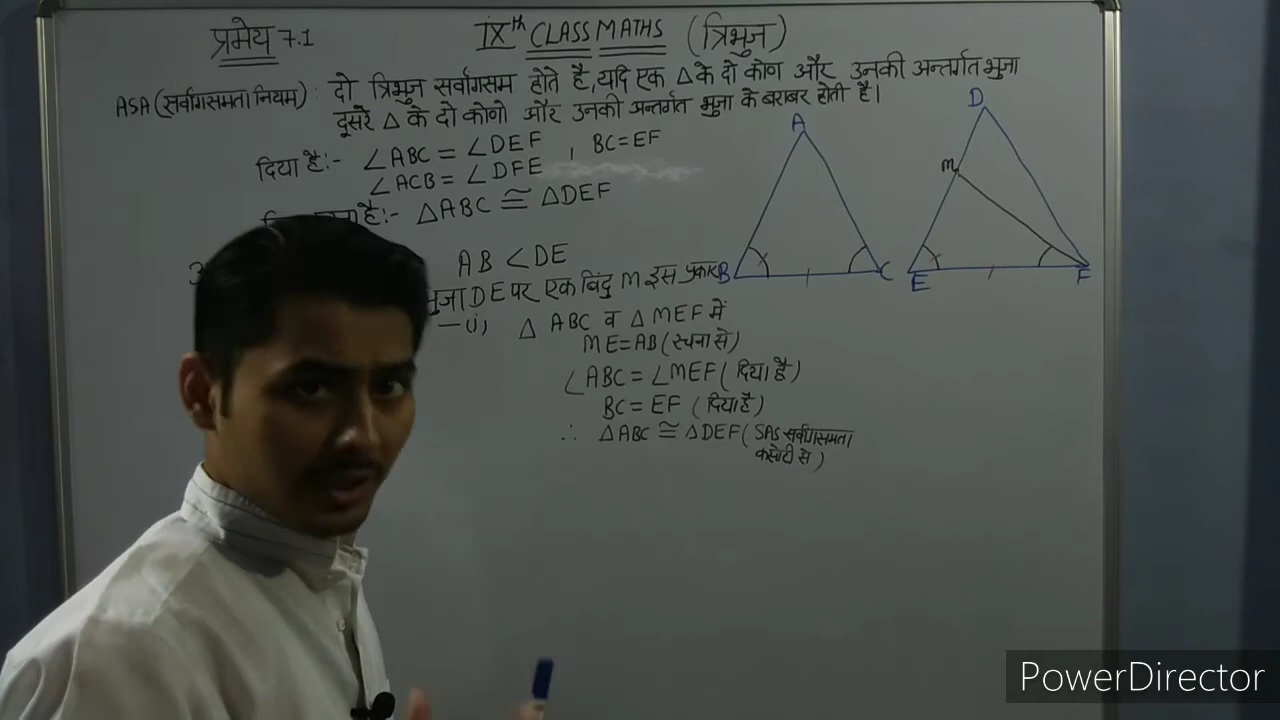 प्रमेय 7.1
IXth CLASS MATHS (त्रिभुज)
ASA (सर्वांगसमता नियम) : दो त्रिभुज सर्वांगसम होते है, यदि एक △ के दो कोण और उनकी अन्तर्गत भुजा
दूसरे △ के दो कोणो और उनकी अन्तर्गत भुजा के बराबर होती है।
दिया है:- ∠ABC = ∠DEF , BC = EF
∠ACB = ∠DFE
है:- △ABC ≅ △DEF
AB < DE
भुजा DE पर एक बिंदु M इस प्रकार
—(i), △ ABC व △ MEF में
ME = AB (रचना से)
∠ABC = ∠MEF (दिया है)
BC = EF (दिया है)
∴ △ABC ≅ △DEF (SAS सर्वांगसमता
कसोटी से)
A
B
C
D
M
E
F
PowerDirector